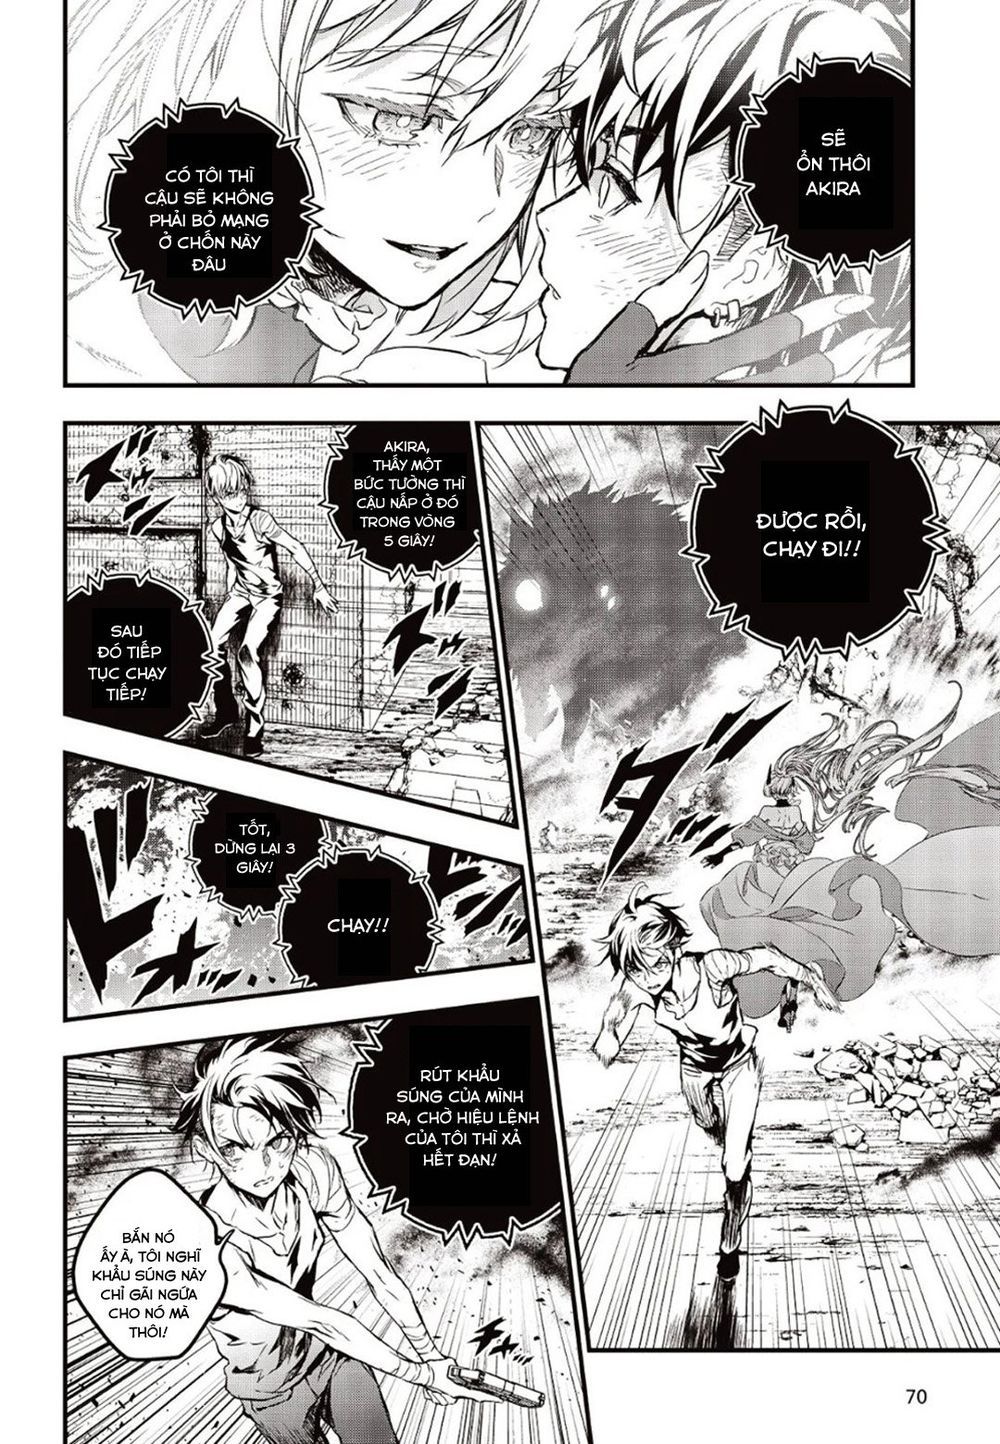 SẼ
ỔN THÔI
AKIRA
CÓ TÔI THÌ
CẬU SẼ KHÔNG
PHẢI BỎ MẠNG
Ở CHỐN NÀY
ĐÂU
ĐƯỢC RỒI,
CHẠY ĐI!!
ダダッ
AKIRA,
THẤY MỘT
BỨC TƯỜNG THÌ
CẬU NẤP Ở ĐÓ
TRONG VÒNG
5 GIÂY!
SAU
ĐÓ TIẾP
TỤC CHẠY
TIẾP!
TỐT,
DỪNG LẠI 3
GIÂY!
CHẠY!!
RÚT KHẨU
SÚNG CỦA MÌNH
RA, CHỜ HIỆU LỆNH
CỦA TÔI THÌ XẢ
HẾT ĐẠN!
BẮN NÓ
ẤY À, TÔI NGHĨ
KHẨU SÚNG NÀY
CHỈ GÃI NGỨA
CHO NÓ MÀ
THÔI!
70